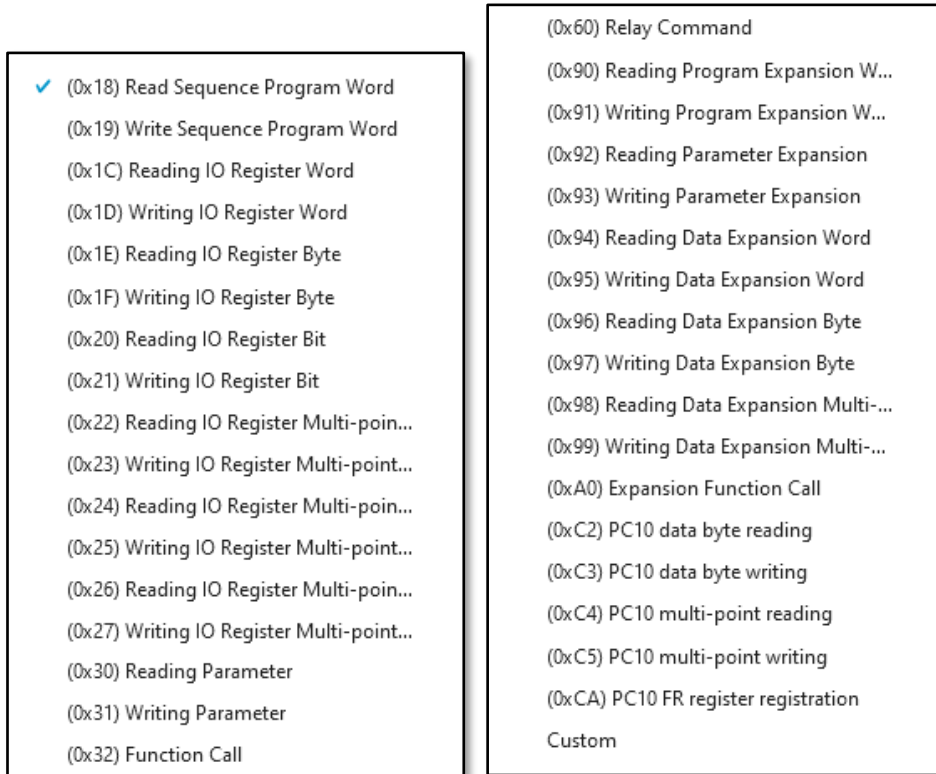 (0x18) Read Sequence Program Word
(0x19) Write Sequence Program Word
(0x1C) Reading IO Register Word
(0x1D) Writing IO Register Word
(0x1E) Reading IO Register Byte
(0x1F) Writing IO Register Byte
(0x20) Reading IO Register Bit
(0x21) Writing IO Register Bit
(0x22) Reading IO Register Multi-poin...
(0x23) Writing IO Register Multi-point...
(0x24) Reading IO Register Multi-poin...
(0x25) Writing IO Register Multi-point...
(0x26) Reading IO Register Multi-poin...
(0x27) Writing IO Register Multi-point...
(0x30) Reading Parameter
(0x31) Writing Parameter
(0x32) Function Call
(0x60) Relay Command
(0x90) Reading Program Expansion W...
(0x91) Writing Program Expansion W...
(0x92) Reading Parameter Expansion
(0x93) Writing Parameter Expansion
(0x94) Reading Data Expansion Word
(0x95) Writing Data Expansion Word
(0x96) Reading Data Expansion Byte
(0x97) Writing Data Expansion Byte
(0x98) Reading Data Expansion Multi-...
(0x99) Writing Data Expansion Multi-...
(0xA0) Expansion Function Call
(0xC2) PC10 data byte reading
(0xC3) PC10 data byte writing
(0xC4) PC10 multi-point reading
(0xC5) PC10 multi-point writing
(0xCA) PC10 FR register registration
Custom